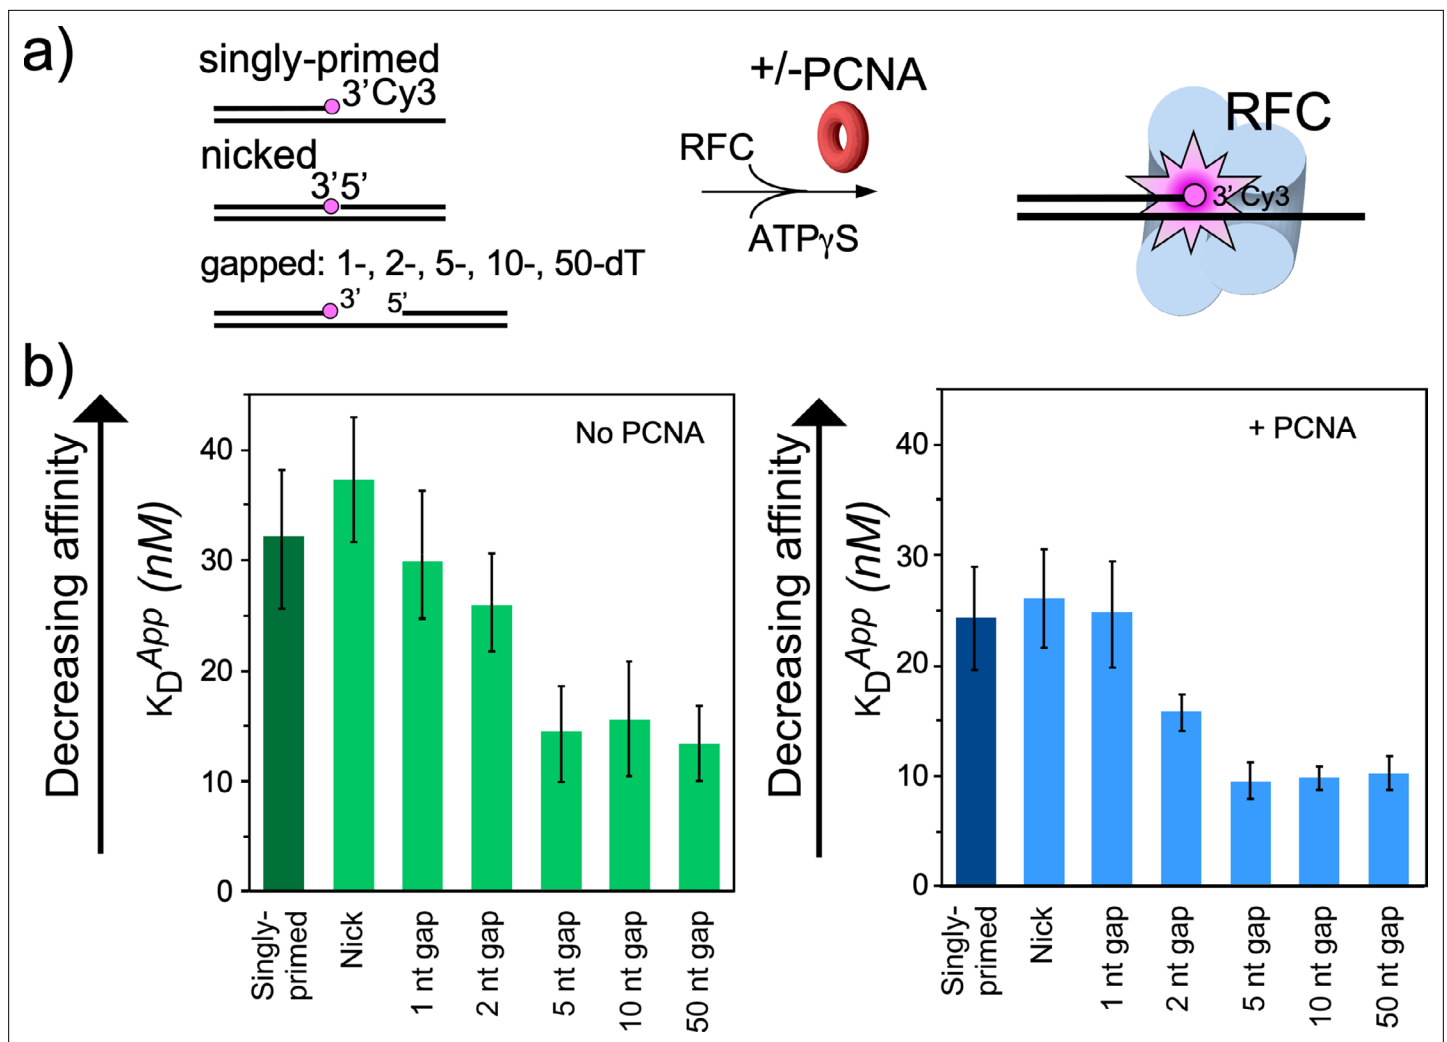 a)
singly-primed
3’Cy3
nicked
3’5’
gapped: 1-, 2-, 5-, 10-, 50-dT
3’ 5’
+/-PCNA
RFC
ATPγS
RFC
3’ Cy3
b)
Decreasing affinity
K_D^App (nM)
40
30
20
10
0
No PCNA
Singly-
primed
Nick
1 nt gap
2 nt gap
5 nt gap
10 nt gap
50 nt gap
Decreasing affinity
K_D^App (nM)
40
30
20
10
0
+ PCNA
Singly-
primed
Nick
1 nt gap
2 nt gap
5 nt gap
10 nt gap
50 nt gap